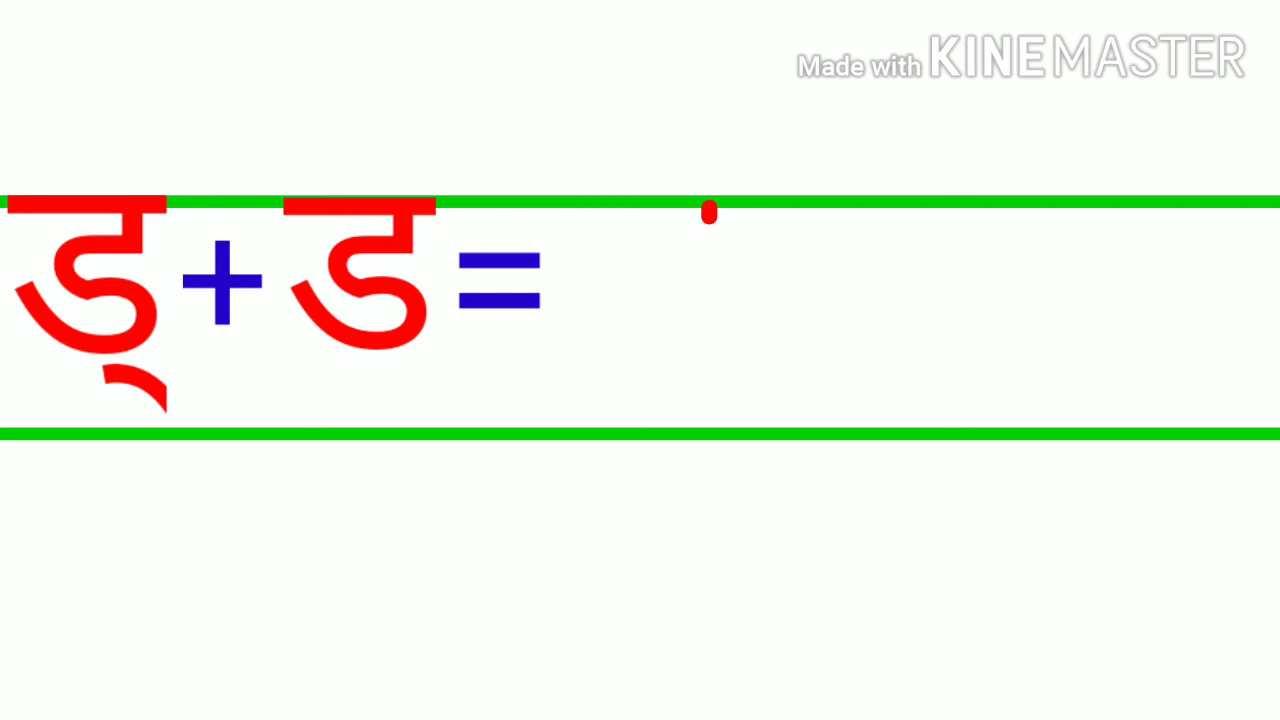 Made with KINEMASTER
ड् + ड =